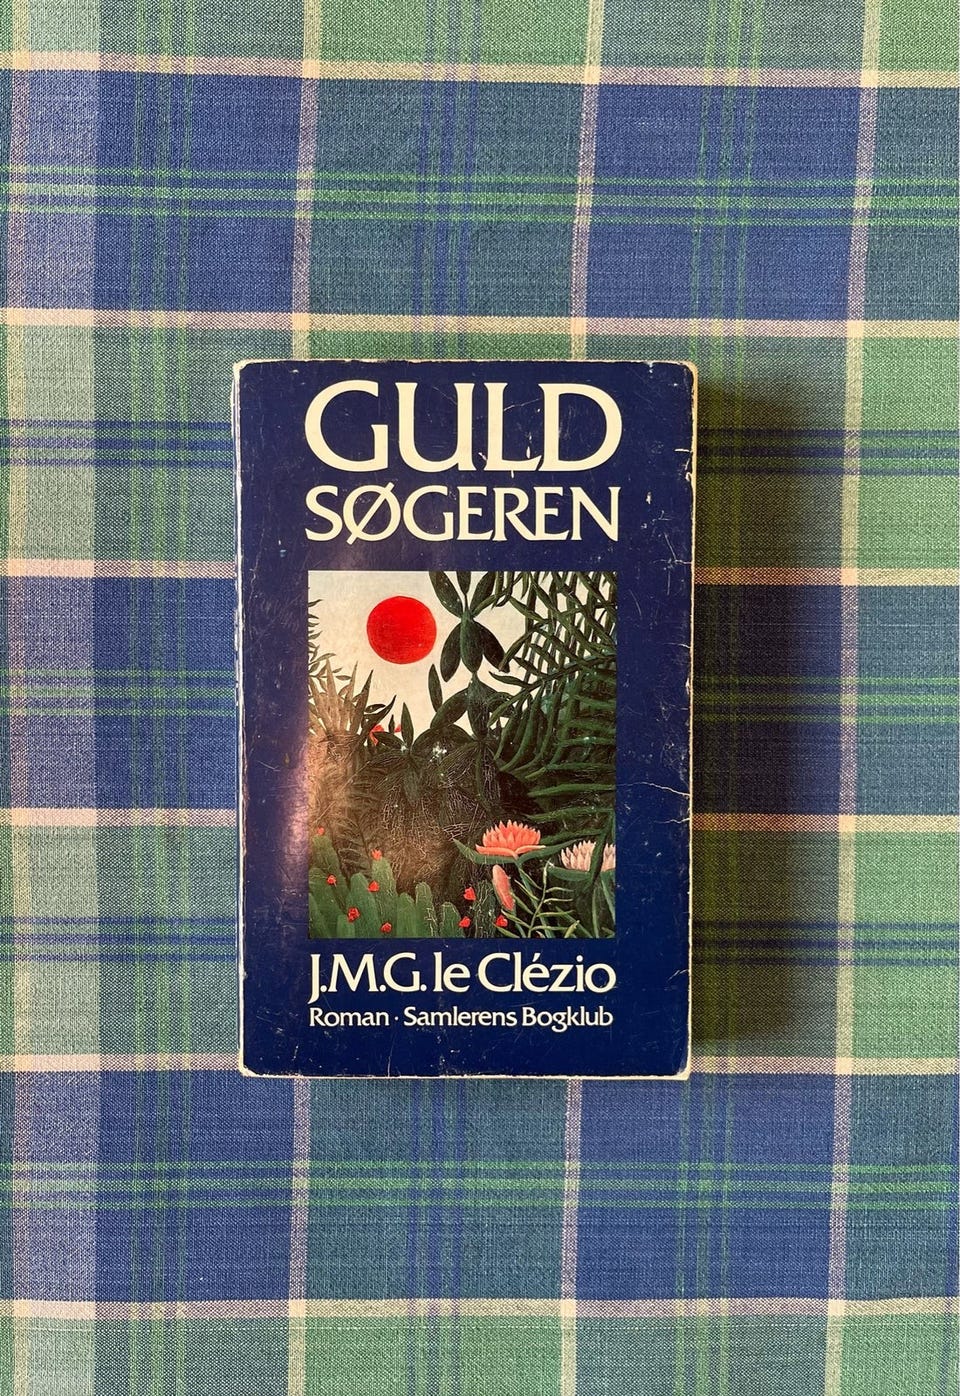 GULD
SØGEREN
J.M.G. le Clézio
Roman · Samlerens Bogklub